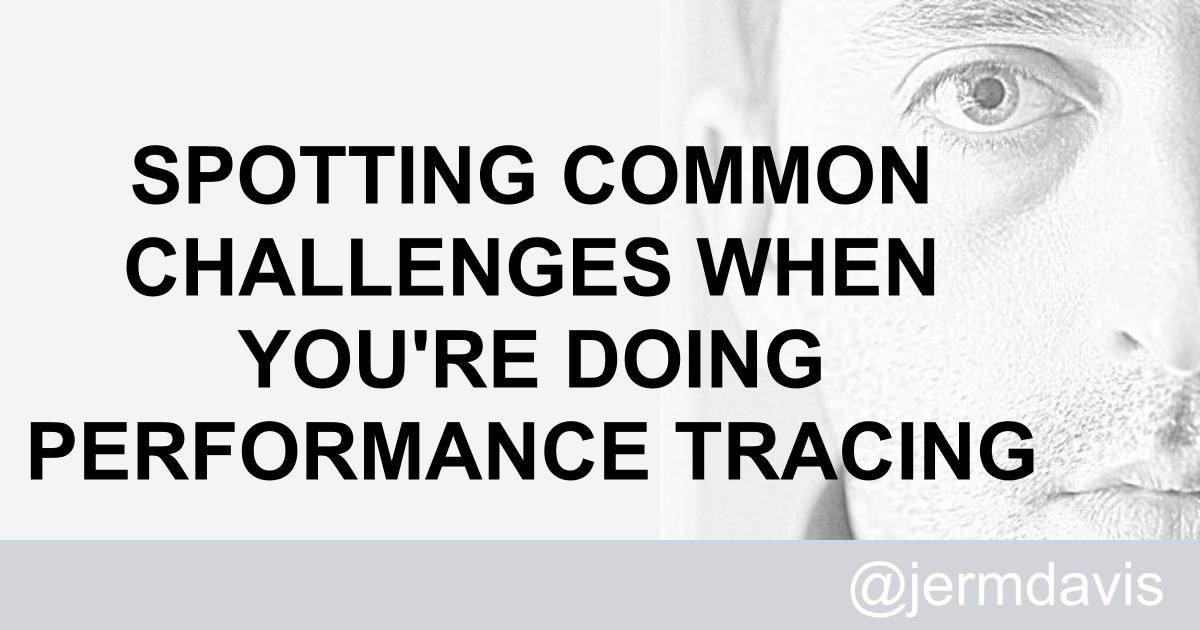 SPOTTING COMMON
CHALLENGES WHEN
YOU'RE DOING
PERFORMANCE TRACING
@jermdavis